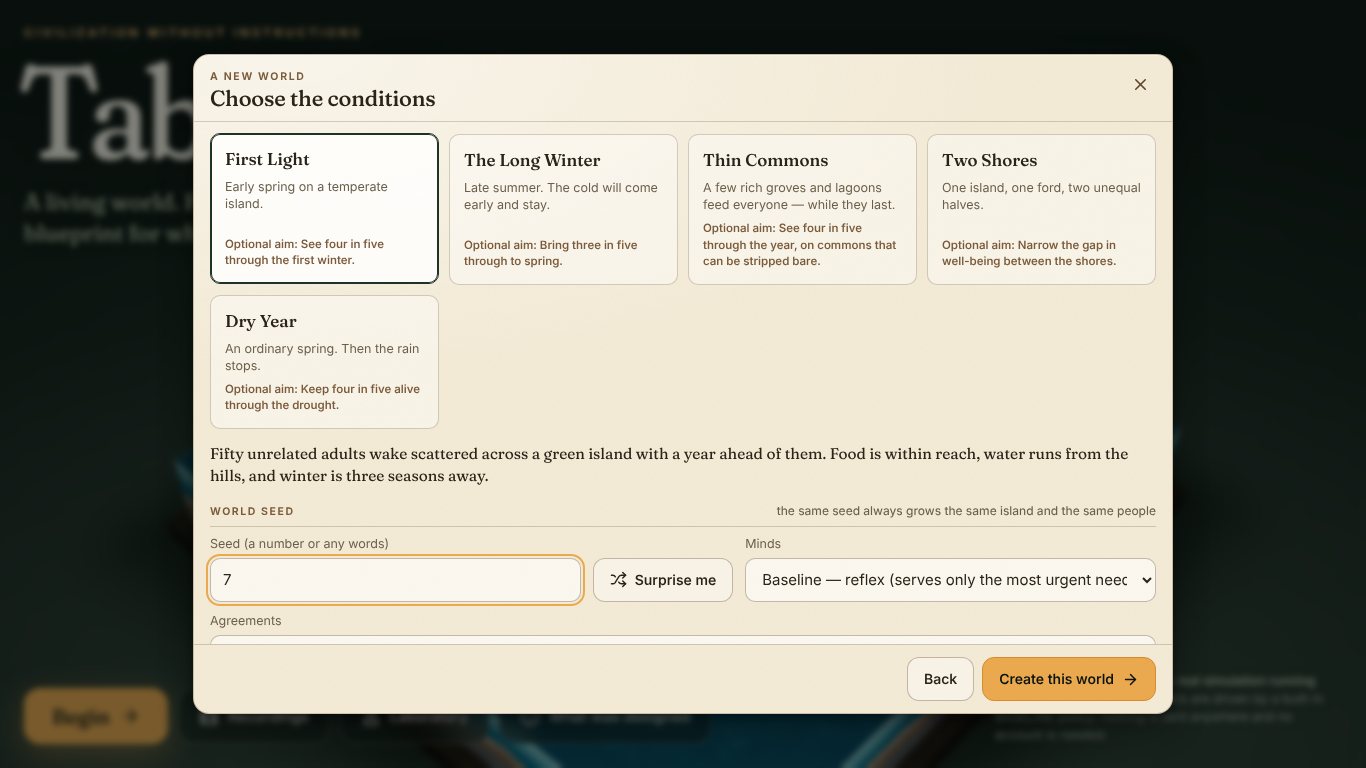 CIVILIZATION WITHOUT INSTRUCTIONS
Tab
A living world.
blueprint for
A NEW WORLD
Choose the conditions
First Light
Early spring on a temperate
island.
Optional aim: See four in five
through the first winter.
The Long Winter
Late summer. The cold will come
early and stay.
Optional aim: Bring three in five
through to spring.
Thin Commons
A few rich groves and lagoons
feed everyone — while they last.
Optional aim: See four in five
through the year, on commons that
can be stripped bare.
Two Shores
One island, one ford, two unequal
halves.
Optional aim: Narrow the gap in
well-being between the shores.
Dry Year
An ordinary spring. Then the rain
stops.
Optional aim: Keep four in five alive
through the drought.
Fifty unrelated adults wake scattered across a green island with a year ahead of them. Food is within reach, water runs from the
hills, and winter is three seasons away.
WORLD SEED
the same seed always grows the same island and the same people
Seed (a number or any words)
Minds
7
Surprise me
Baseline — reflex (serves only the most urgent need
Agreements
Back
Create this world
Begin